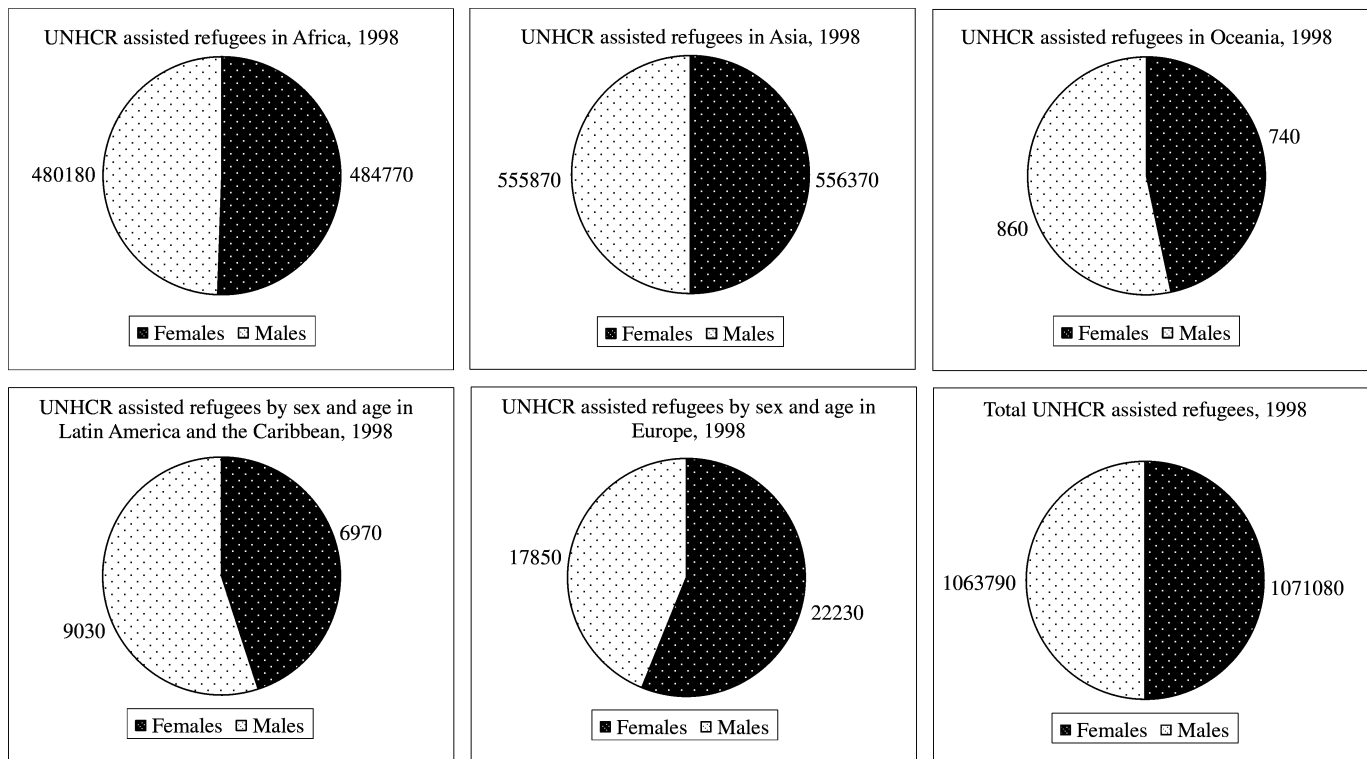 UNHCR assisted refugees in Africa, 1998
480180
484770
Females Males
UNHCR assisted refugees in Asia, 1998
555870
556370
Females Males
UNHCR assisted refugees in Oceania, 1998
740
860
Females Males
UNHCR assisted refugees by sex and age in
Latin America and the Caribbean, 1998
6970
9030
Females Males
UNHCR assisted refugees by sex and age in
Europe, 1998
17850
22230
Females Males
Total UNHCR assisted refugees, 1998
1063790
1071080
Females Males